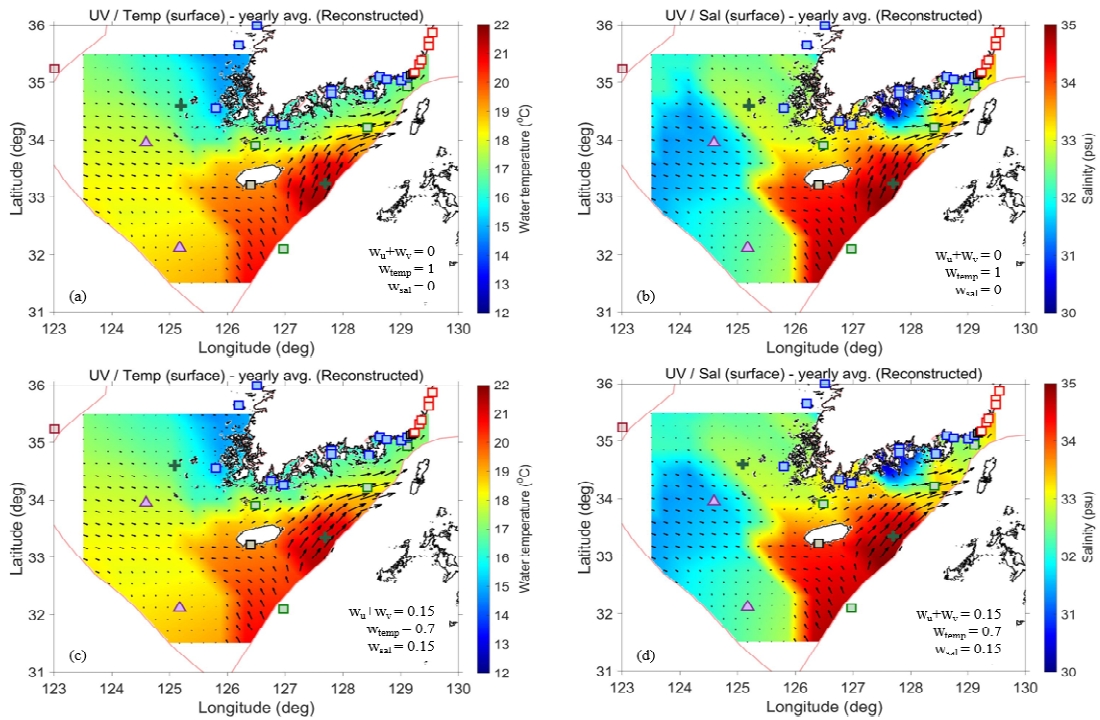 UV / Temp (surface) - yearly avg. (Reconstructed)
36
35
34
33
32
31
Latitude (deg)
123 124 125 126 127 128 129 130
Longitude (deg)
(a)
wu+wv = 0
wtemp = 1
wsal = 0
22
21
20
19
18
17
16
15
14
13
12
Water temperature (°C)
UV / Sal (surface) - yearly avg. (Reconstructed)
36
35
34
33
32
31
Latitude (deg)
123 124 125 126 127 128 129 130
Longitude (deg)
(b)
wu+wv = 0
wtemp = 1
wsal = 0
35
34
33
32
31
30
Salinity (psu)
UV / Temp (surface) - yearly avg. (Reconstructed)
36
35
34
33
32
31
Latitude (deg)
123 124 125 126 127 128 129 130
Longitude (deg)
(c)
wu+wv = 0.15
wtemp = 0.7
wsal = 0.15
22
21
20
19
18
17
16
15
14
13
12
Water temperature (°C)
UV / Sal (surface) - yearly avg. (Reconstructed)
36
35
34
33
32
31
Latitude (deg)
123 124 125 126 127 128 129 130
Longitude (deg)
(d)
wu+wv = 0.15
wtemp = 0.7
wsal = 0.15
35
34
33
32
31
30
Salinity (psu)